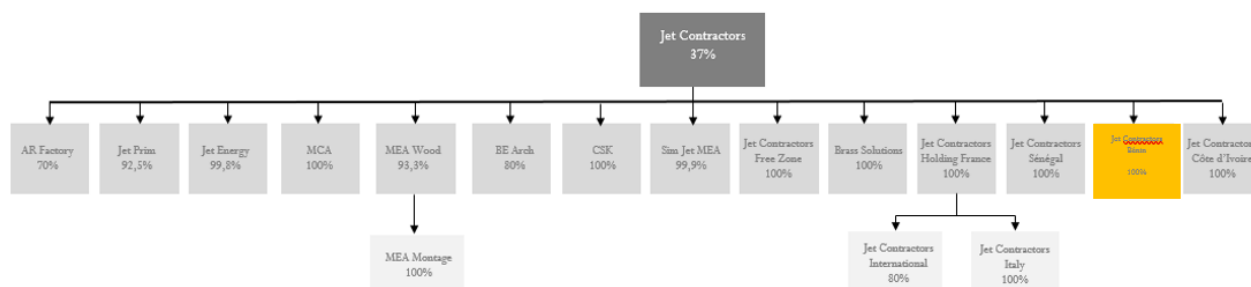 Jet Contractors
37%
AR Factory
70%
Jet Prim
92,5%
Jet Energy
99,8%
MCA
100%
MEA Wood
93,3%
BE Arch
80%
CSK
100%
Sim Jet MEA
99,9%
Jet Contractors
Free Zone
100%
Brass Solutions
100%
Jet Contractors
Holding France
100%
Jet Contractors
Sénégal
100%
Jet Contractors
100%
Jet Contractor
Côte d'Ivoire
100%
MEA Montage
100%
Jet Contractors
International
80%
Jet Contractors
Italy
100%